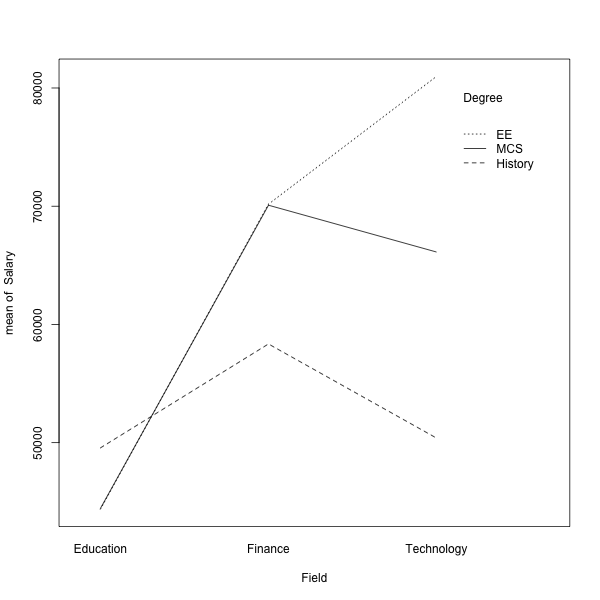 80000
70000
60000
50000
mean of Salary
Degree
EE
MCS
History
Education
Finance
Technology
Field